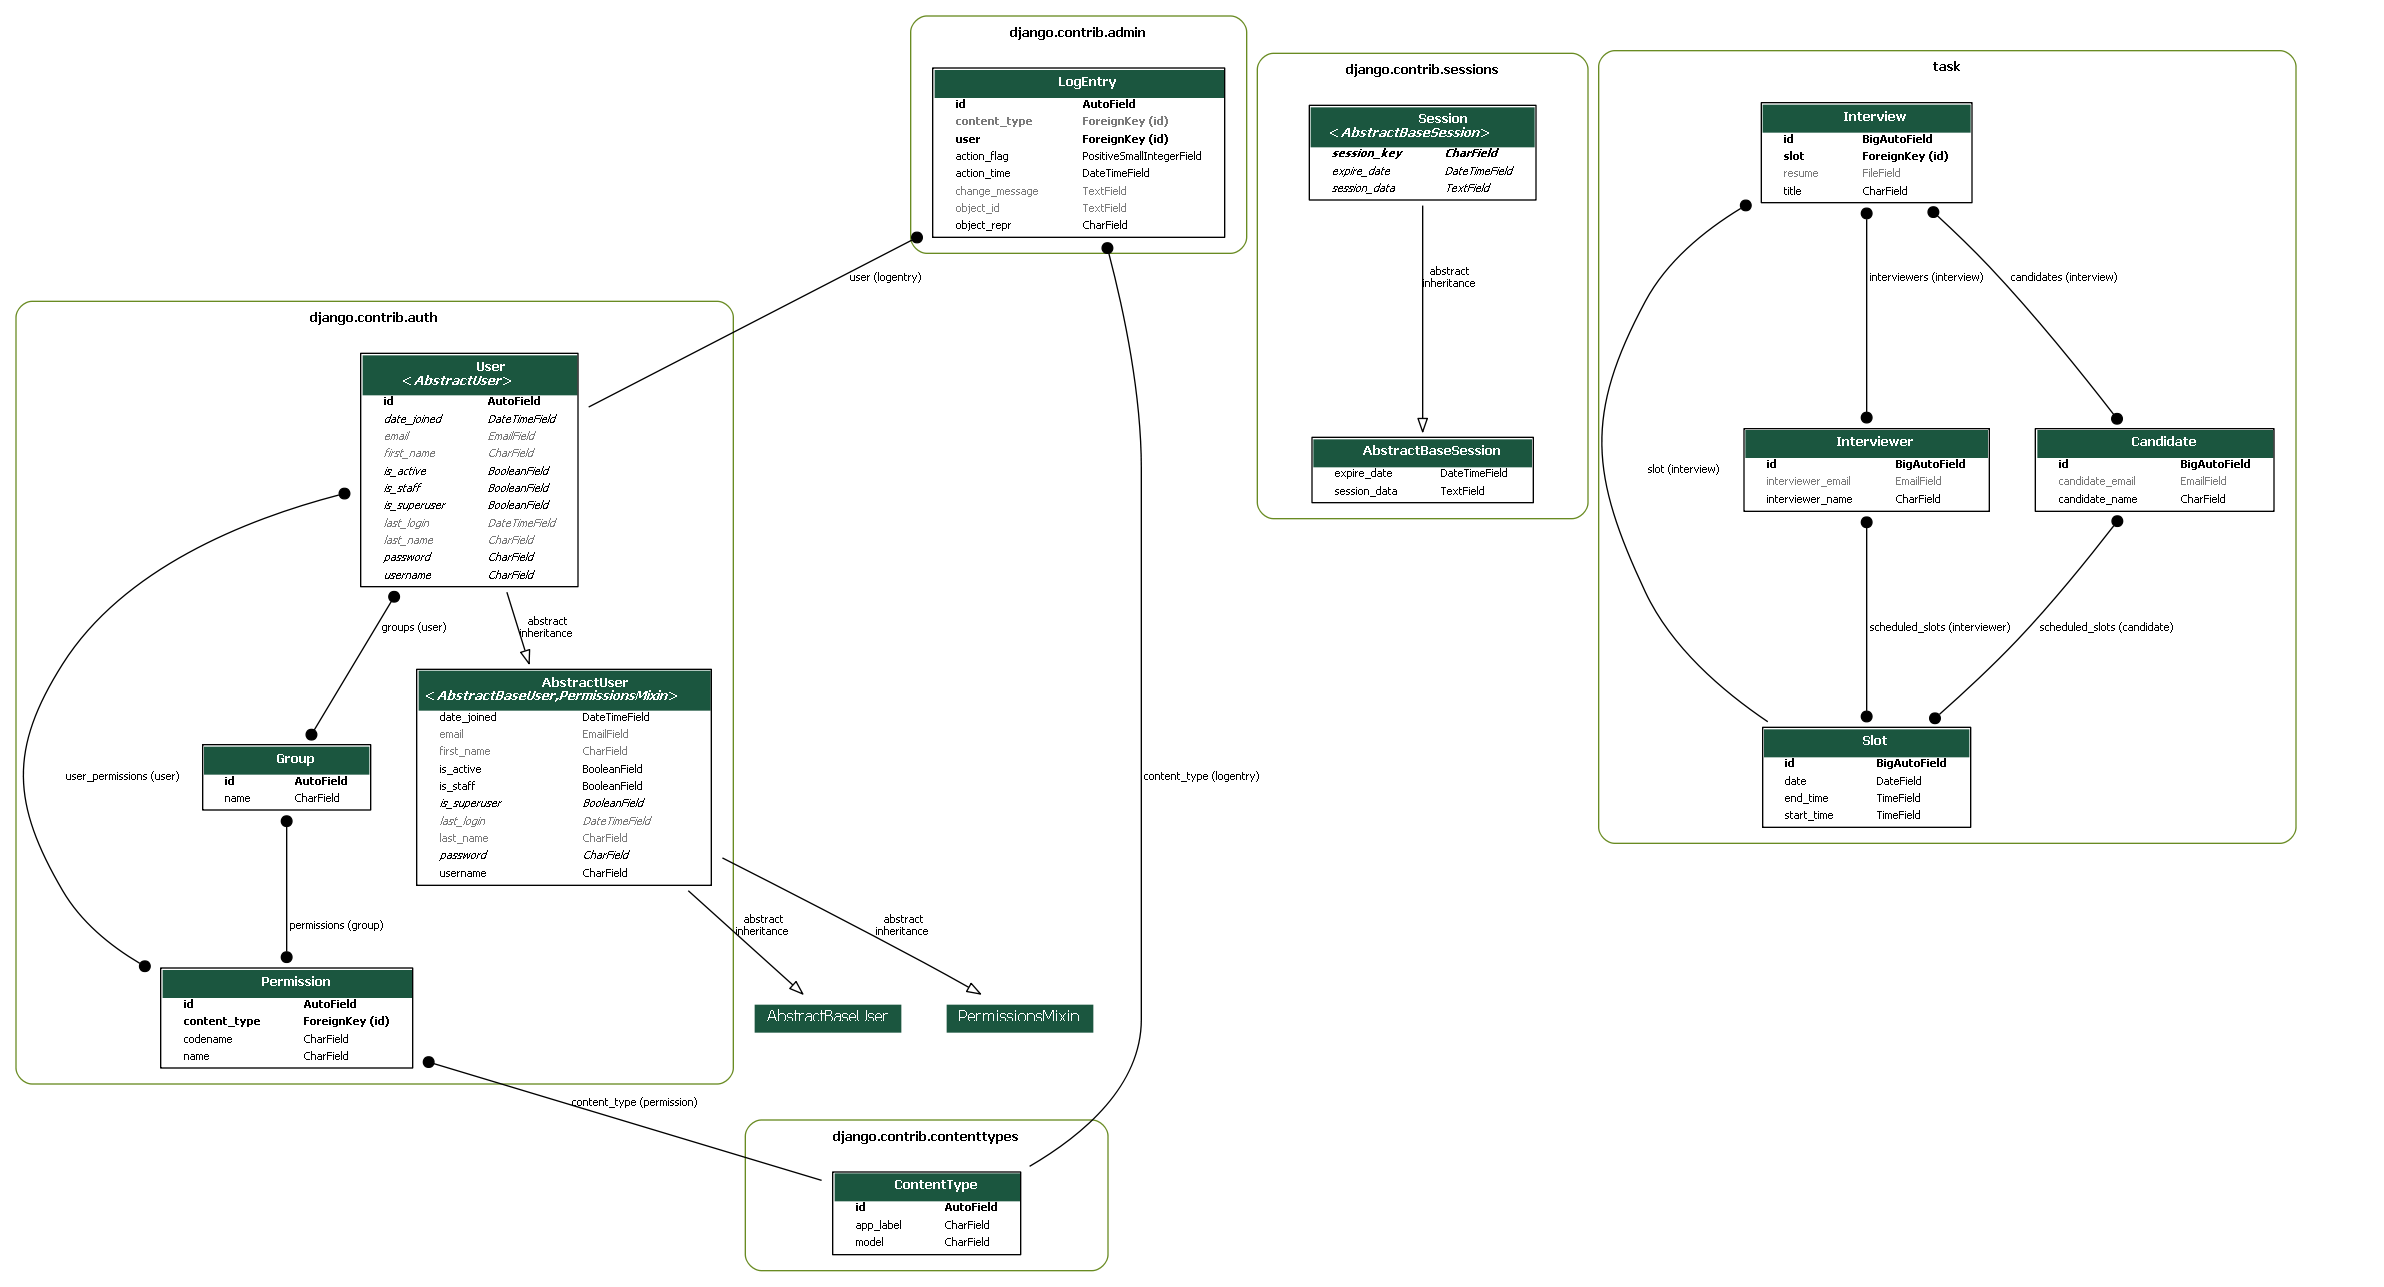 django.contrib.admin
LogEntry
id AutoField
content_type ForeignKey (id)
user ForeignKey (id)
action_flag PositiveSmallIntegerField
action_time DateTimeField
change_message TextField
object_id TextField
object_repr CharField
django.contrib.sessions
Session
<AbstractBaseSession>
session_key CharField
expire_date DateTimeField
session_data TextField
abstract
inheritance
AbstractBaseSession
expire_date DateTimeField
session_data TextField
task
Interview
id BigAutoField
slot ForeignKey (id)
resume FileField
title CharField
interviewers (interview)
candidates (interview)
slot (interview)
Interviewer
id BigAutoField
interviewer_email EmailField
interviewer_name CharField
Candidate
id BigAutoField
candidate_email EmailField
candidate_name CharField
scheduled_slots (interviewer)
scheduled_slots (candidate)
Slot
id BigAutoField
date DateField
end_time TimeField
start_time TimeField
user (logentry)
django.contrib.auth
User
<AbstractUser>
id AutoField
date_joined DateTimeField
email EmailField
first_name CharField
is_active BooleanField
is_staff BooleanField
is_superuser BooleanField
last_login DateTimeField
last_name CharField
password CharField
username CharField
groups (user)
abstract
inheritance
AbstractUser
<AbstractBaseUser,PermissionsMixin>
date_joined DateTimeField
email EmailField
first_name CharField
is_active BooleanField
is_staff BooleanField
is_superuser BooleanField
last_login DateTimeField
last_name CharField
password CharField
username CharField
Group
id AutoField
name CharField
user_permissions (user)
content_type (logentry)
permissions (group)
abstract
inheritance
abstract
inheritance
Permission
id AutoField
content_type ForeignKey (id)
codename CharField
name CharField
AbstractBaseUser
PermissionsMixin
content_type (permission)
django.contrib.contenttypes
ContentType
id AutoField
app_label CharField
model CharField